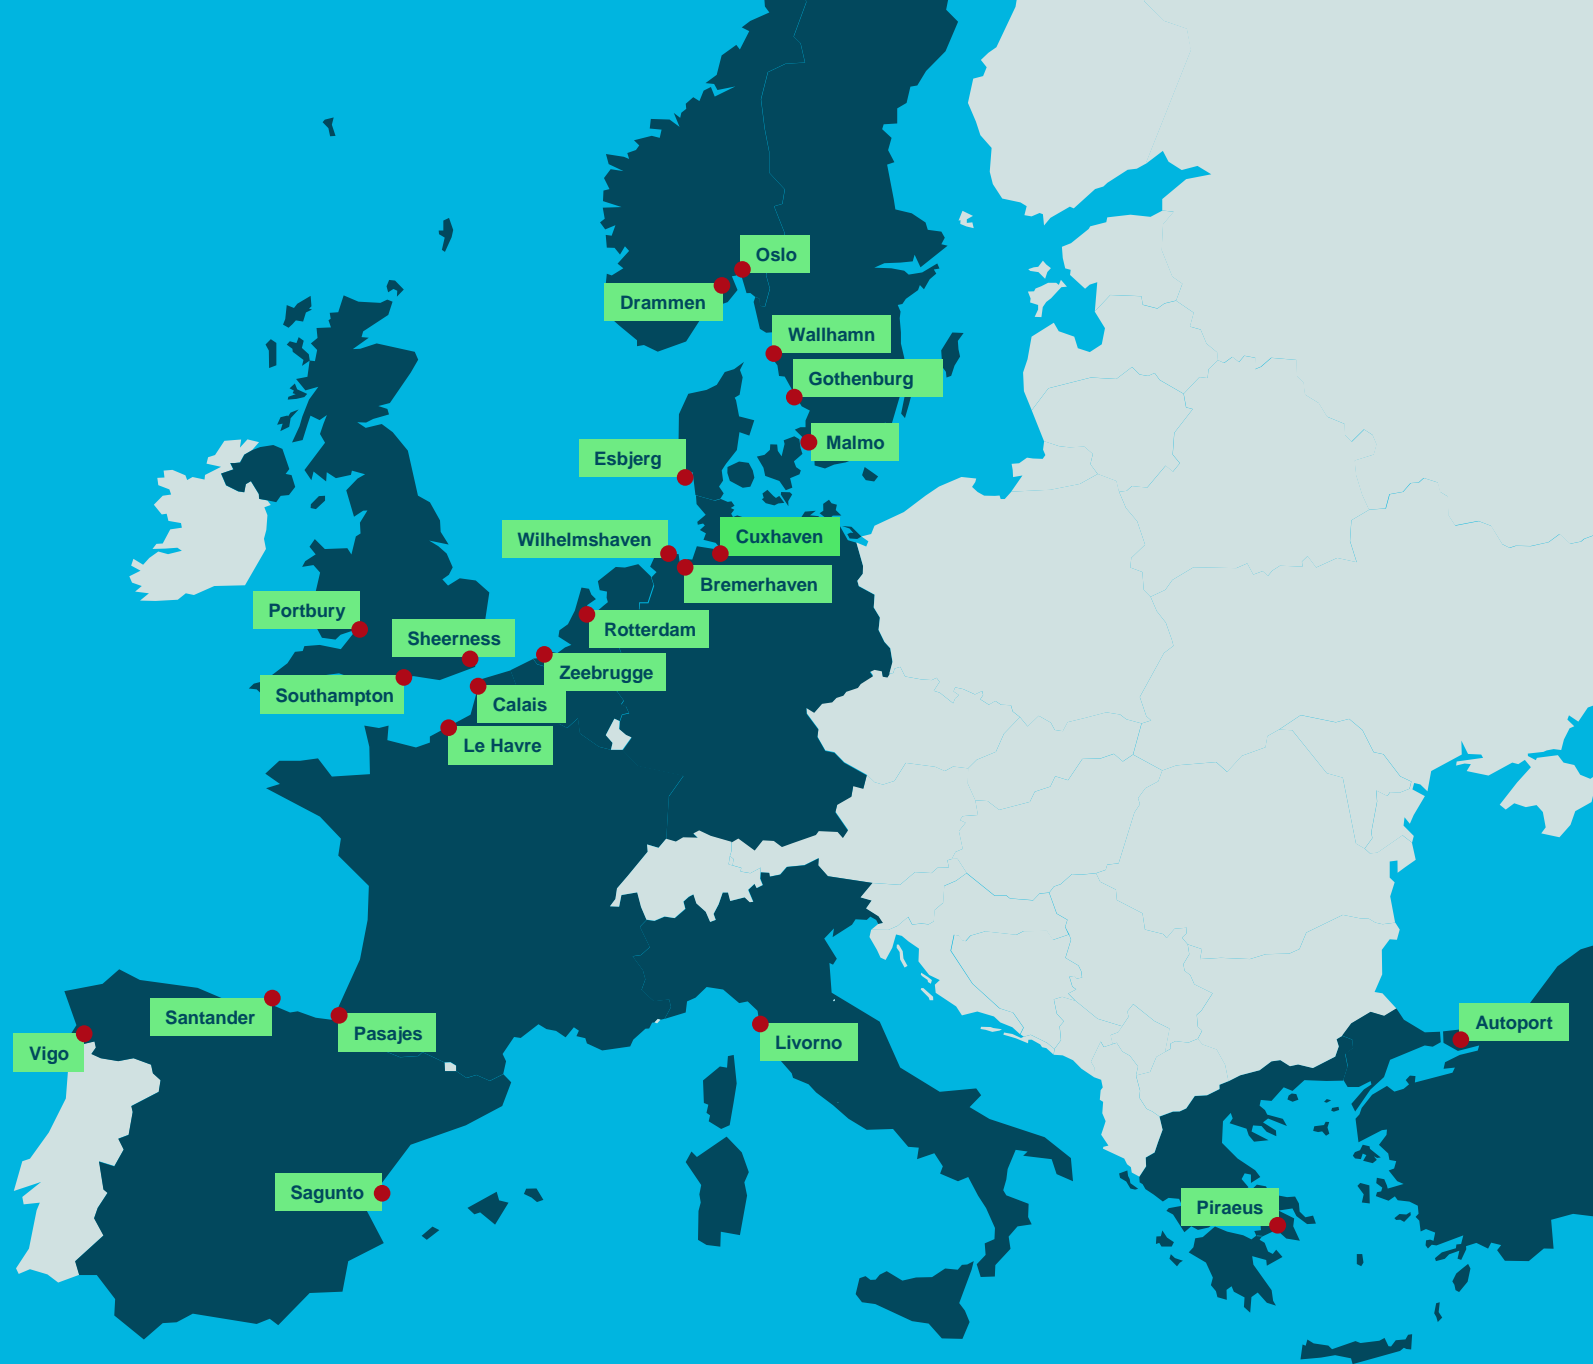 Oslo
Drammen
Wallhamn
Gothenburg
Malmo
Esbjerg
Cuxhaven
Wilhelmshaven
Bremerhaven
Portbury
Rotterdam
Sheerness
Zeebrugge
Southampton
Calais
Le Havre
Santander
Pasajes
Vigo
Livorno
Autoport
Sagunto
Piraeus